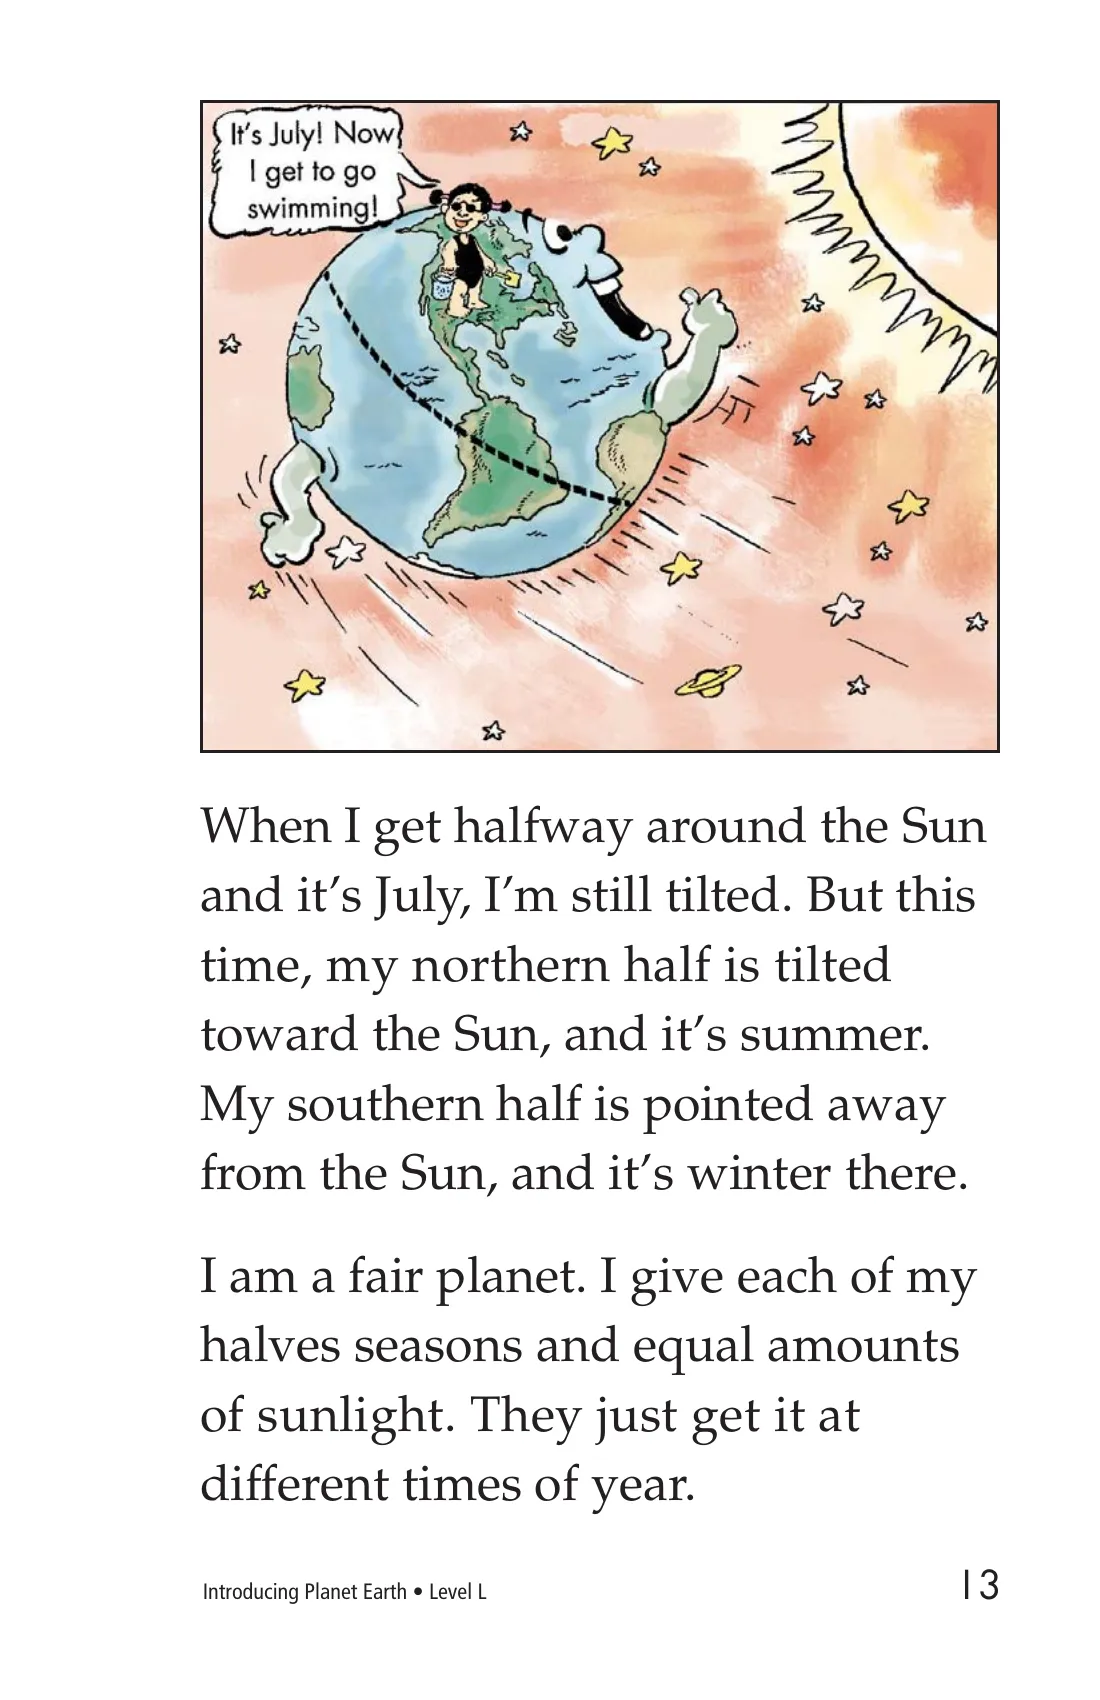 It's July! Now
I get to go
swimming!
When I get halfway around the Sun
and it’s July, I’m still tilted. But this
time, my northern half is tilted
toward the Sun, and it’s summer.
My southern half is pointed away
from the Sun, and it’s winter there.
I am a fair planet. I give each of my
halves seasons and equal amounts
of sunlight. They just get it at
different times of year.
Introducing Planet Earth • Level L
13